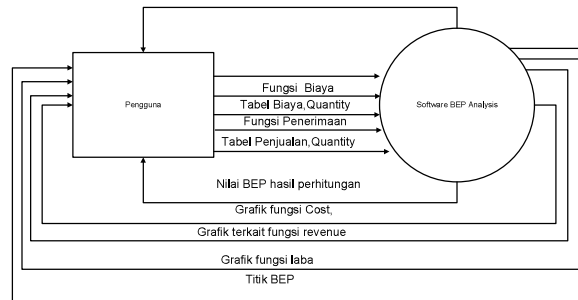 Pengguna
Software BEP Analysis
Fungsi Biaya
Tabel Biaya,Quantity
Fungsi Penerimaan
Tabel Penjualan,Quantity
Nilai BEP hasil perhitungan
Grafik fungsi Cost,
Grafik terkait fungsi revenue
Grafik fungsi laba
Titik BEP